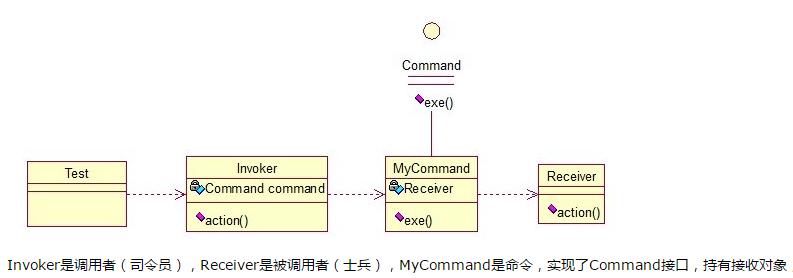 Command
exe()
Test
Invoker
Command command
action()
MyCommand
Receiver
exe()
Receiver
action()
Invoker是调用者（司令员），Receiver是被调用者（士兵），MyCommand是命令，实现了Command接口，持有接收对象